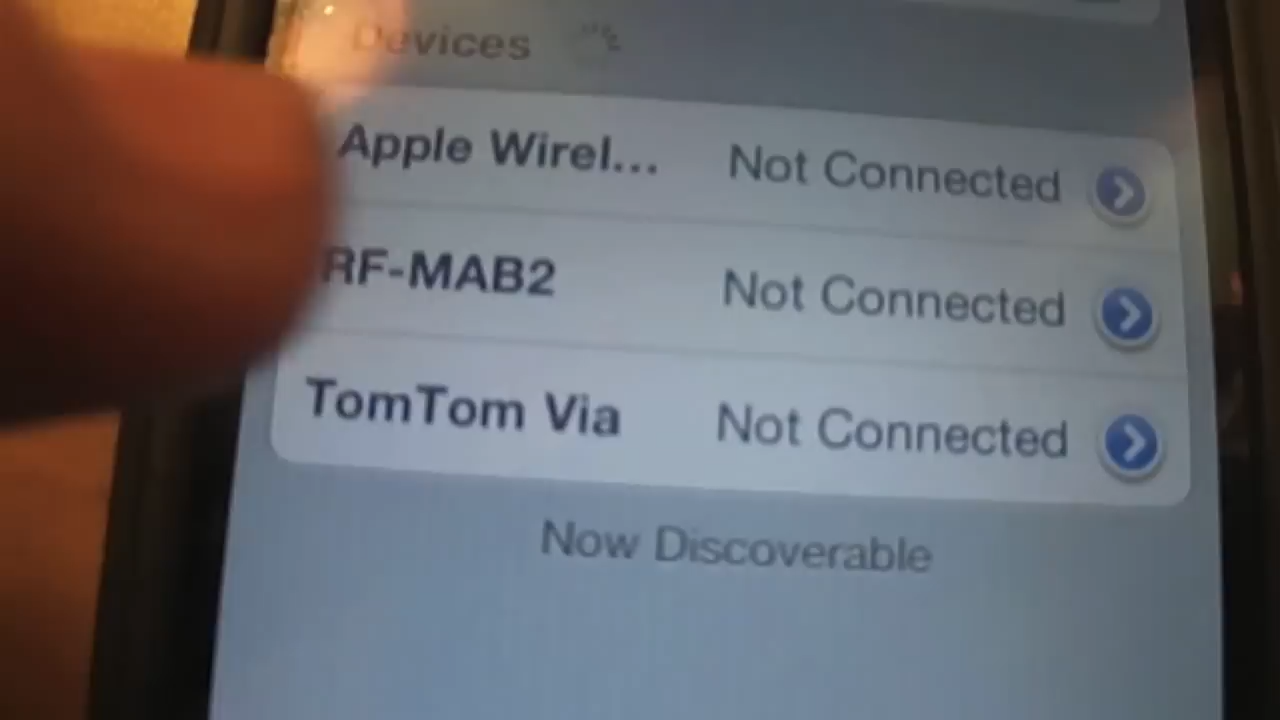 Devices
Apple Wirel... Not Connected
RF-MAB2 Not Connected
TomTom Via Not Connected
Now Discoverable